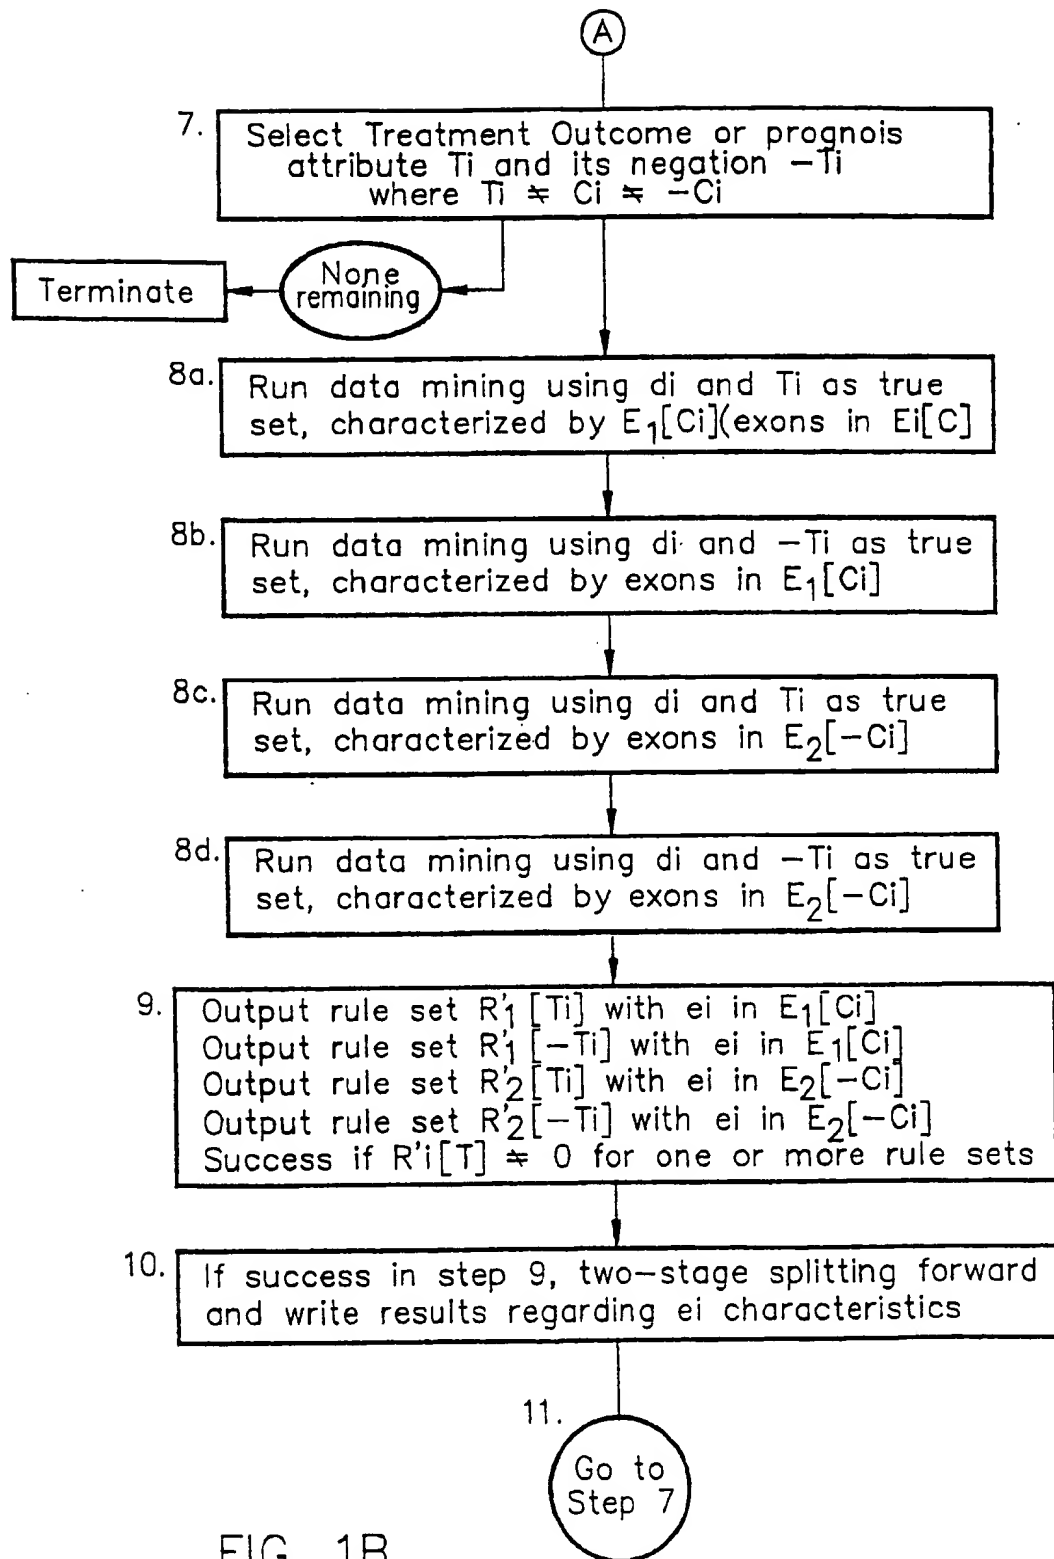 A
7.
Select Treatment Outcome or prognois
attribute Ti and its negation −Ti
where Ti ≠ Ci ≠ −Ci
None
remaining
Terminate
8a.
Run data mining using di and Ti as true
set, characterized by E1[Ci](exons in Ei[C]
8b.
Run data mining using di and −Ti as true
set, characterized by exons in E1[Ci]
8c.
Run data mining using di and Ti as true
set, characterized by exons in E2[−Ci]
8d.
Run data mining using di and −Ti as true
set, characterized by exons in E2[−Ci]
9.
Output rule set R'1 [Ti] with ei in E1[Ci]
Output rule set R'1 [−Ti] with ei in E1[Ci]
Output rule set R'2[Ti] with ei in E2[−Ci]
Output rule set R'2[−Ti] with ei in E2[−Ci]
Success if R'i[T] ≠ 0 for one or more rule sets
10.
If success in step 9, two−stage splitting forward
and write results regarding ei characteristics
11.
Go to
Step 7
FIG. 1B